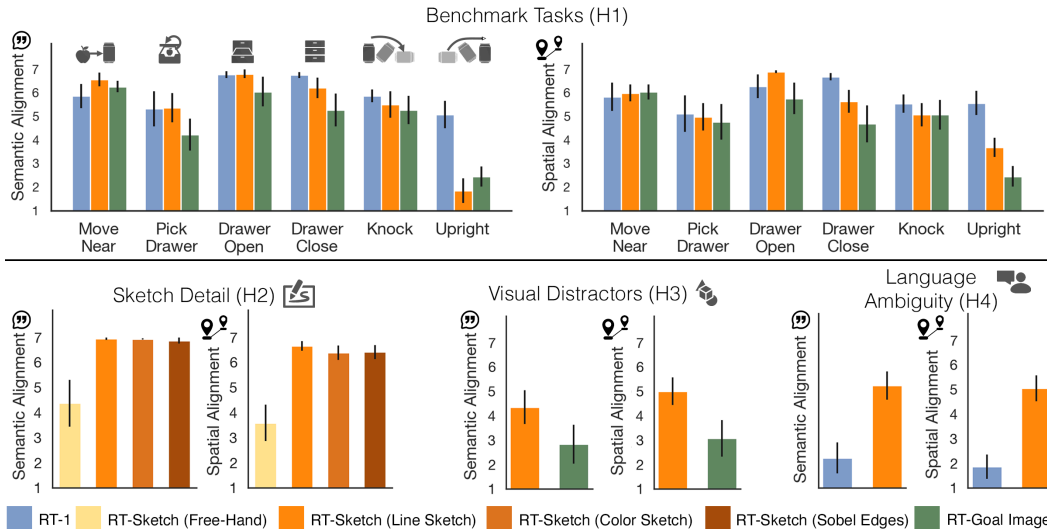 Benchmark Tasks (H1)
Semantic Alignment
7
6
5
4
3
2
1
Move Near
Pick Drawer
Drawer Open
Drawer Close
Knock
Upright
Spatial Alignment
7
6
5
4
3
2
1
Move Near
Pick Drawer
Drawer Open
Drawer Close
Knock
Upright
Sketch Detail (H2)
Semantic Alignment
7
6
5
4
3
2
1
Spatial Alignment
7
6
5
4
3
2
1
Visual Distractors (H3)
Semantic Alignment
7
6
5
4
3
2
1
Spatial Alignment
7
6
5
4
3
2
1
Language
Ambiguity (H4)
Semantic Alignment
7
6
5
4
3
2
1
Spatial Alignment
7
6
5
4
3
2
1
RT-1
RT-Sketch (Free-Hand)
RT-Sketch (Line Sketch)
RT-Sketch (Color Sketch)
RT-Sketch (Sobel Edges)
RT-Goal Image